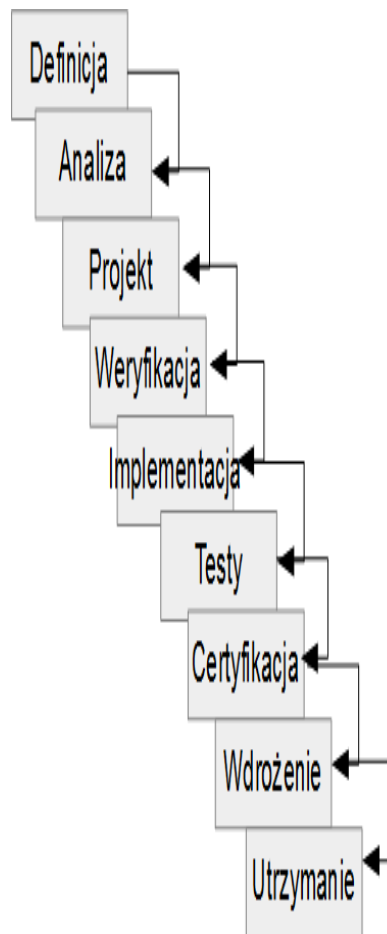 Definicja
Analiza
Projekt
Weryfikacja
Implementacja
Testy
Certyfikacja
Wdrożenie
Utrzymanie